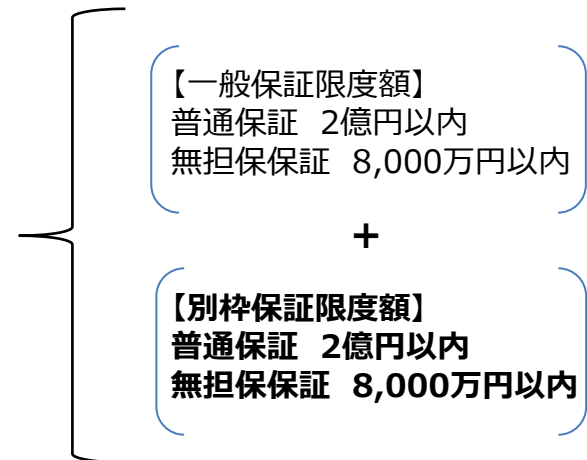 【一般保証限度額】
普通保証 2億円以内
無担保保証 8,000万円以内
+
【別枠保証限度額】
普通保証 2億円以内
無担保保証 8,000万円以内